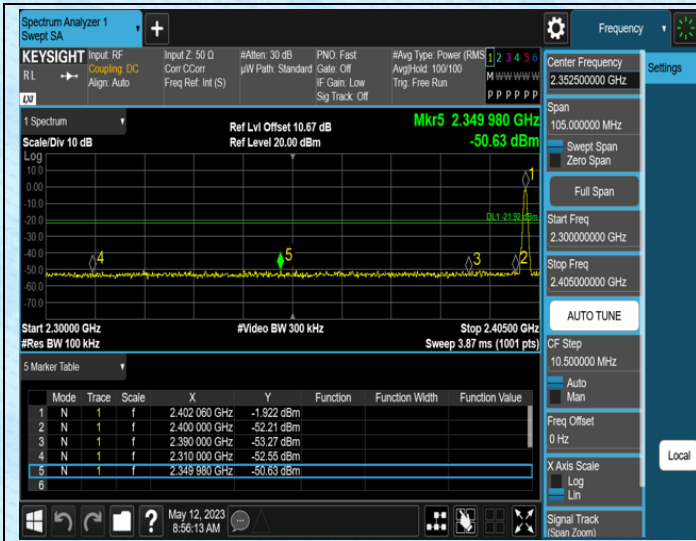 Spectrum Analyzer 1
Swept SA
+
Frequency
KEYSIGHT
RL
LXI
Input: RF
Coupling: DC
Align: Auto
Input Z: 50 Ω
Corr CCorr
Freq Ref: Int (S)
#Atten: 30 dB
µW Path: Standard
PNO: Fast
Gate: Off
IF Gain: Low
Sig Track: Off
#Avg Type: Power (RMS
Avg|Hold: 100/100
Trig: Free Run
1 2 3 4 5 6
M W W W W W
P P P P P P
Center Frequency
2.352500000 GHz
Settings
Span
105.000000 MHz
Swept Span
Zero Span
Full Span
Start Freq
2.300000000 GHz
Stop Freq
2.405000000 GHz
AUTO TUNE
CF Step
10.500000 MHz
Auto
Man
Freq Offset
0 Hz
X Axis Scale
Log
Lin
Signal Track
(Span Zoom)
Local
1 Spectrum
Scale/Div 10 dB
Ref Lvl Offset 10.67 dB
Ref Level 20.00 dBm
Mkr5 2.349 980 GHz
-50.63 dBm
Log
10.0
0.00
-10.0
-20.0
-30.0
-40.0
-50.0
-60.0
-70.0
1
DL1 -21.92 dBm
4
5
3
2
Start 2.30000 GHz
#Video BW 300 kHz
Stop 2.40500 GHz
#Res BW 100 kHz
Sweep 3.87 ms (1001 pts)
5 Marker Table
Mode Trace Scale X Y Function Function Width Function Value
1 N 1 f 2.402 060 GHz -1.922 dBm
2 N 1 f 2.400 000 GHz -52.21 dBm
3 N 1 f 2.390 000 GHz -53.27 dBm
4 N 1 f 2.310 000 GHz -52.55 dBm
5 N 1 f 2.349 980 GHz -50.63 dBm
6
?
May 12, 2023
8:56:13 AM